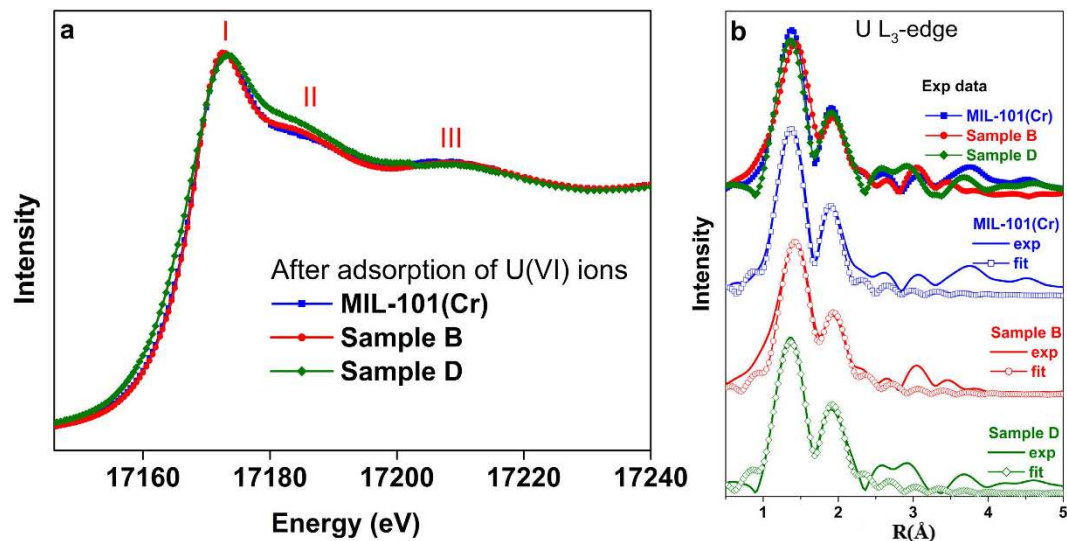 a
I
II
III
Intensity
After adsorption of U(VI) ions
MIL-101(Cr)
Sample B
Sample D
17160 17180 17200 17220 17240
Energy (eV)
b
U L₃-edge
Exp data
MIL-101(Cr)
Sample B
Sample D
MIL-101(Cr)
exp
fit
Sample B
exp
fit
Sample D
exp
fit
Intensity
1 2 3 4 5
R(Å)